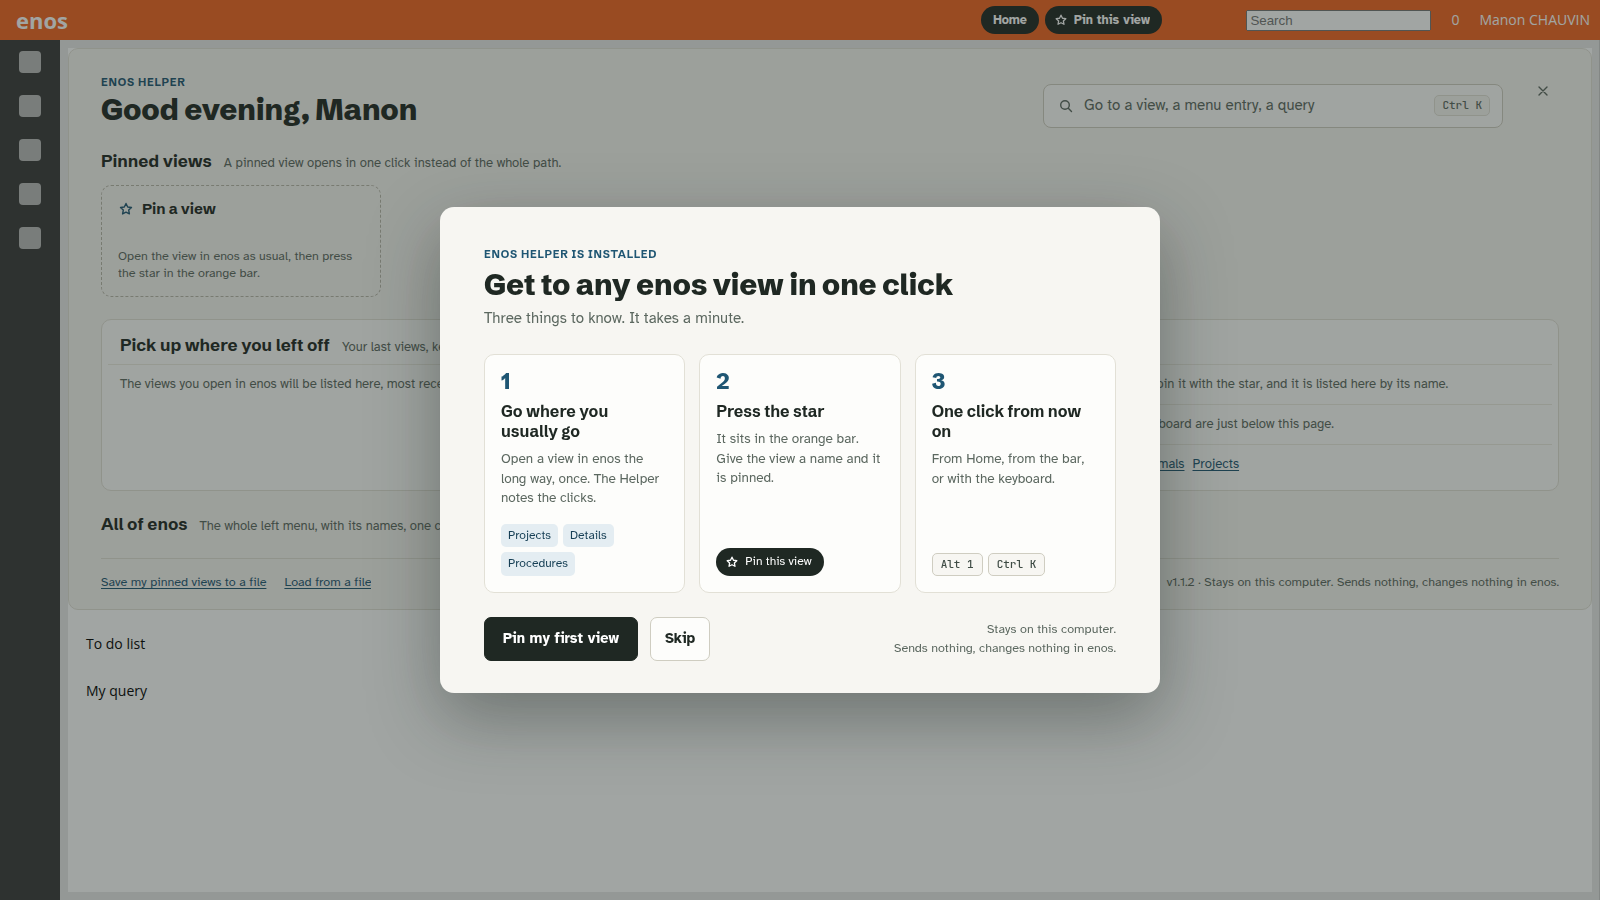 enos
Home
Pin this view
Search
0
Manon CHAUVIN
ENOS HELPER
Good evening, Manon
Go to a view, a menu entry, a query
Ctrl K
Pinned views
A pinned view opens in one click instead of the whole path.
Pin a view
Open the view in enos as usual, then press
the star in the orange bar.
Pick up where you left off
Your last views,
The views you open in enos will be listed here, most
it with the star, and it is listed here by its name.
are just below this page.
Projects
All of enos
The whole left menu, with its names, one
Save my pinned views to a file
Load from a file
v1.1.2 · Stays on this computer. Sends nothing, changes nothing in enos.
To do list
My query
ENOS HELPER IS INSTALLED
Get to any enos view in one click
Three things to know. It takes a minute.
1
Go where you
usually go
Open a view in enos the
long way, once. The Helper
notes the clicks.
Projects
Details
Procedures
2
Press the star
It sits in the orange bar.
Give the view a name and it
is pinned.
Pin this view
3
One click from now
on
From Home, from the bar,
or with the keyboard.
Alt 1
Ctrl K
Pin my first view
Skip
Stays on this computer.
Sends nothing, changes nothing in enos.